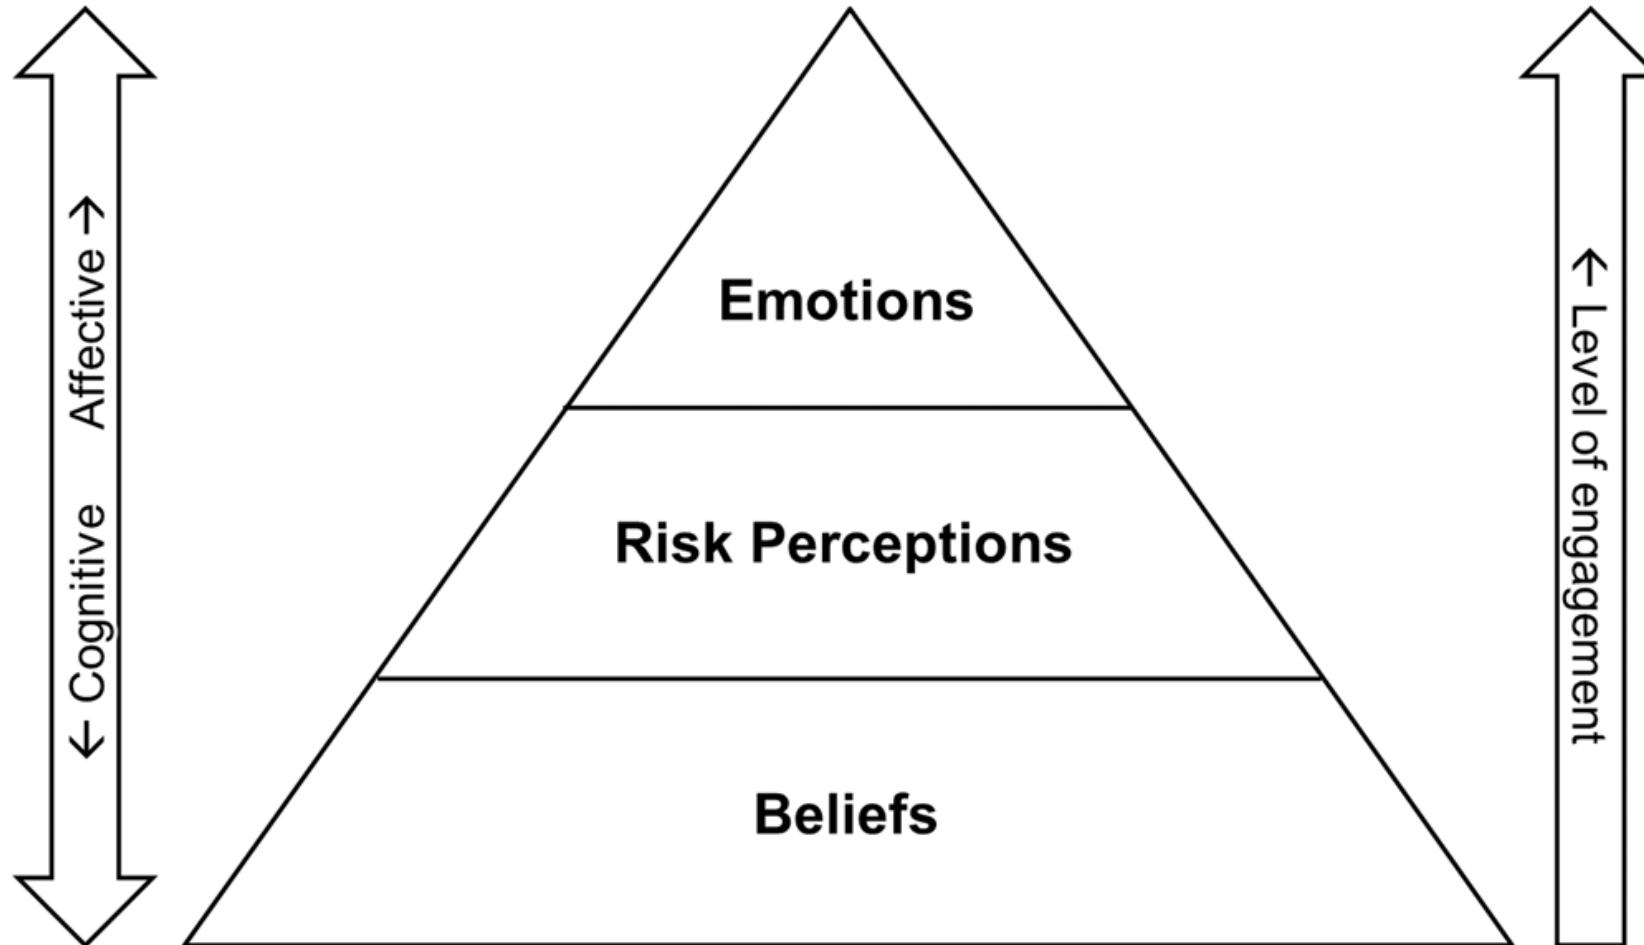 ← Cognitive Affective →
Emotions
Risk Perceptions
Beliefs
← Level of engagement